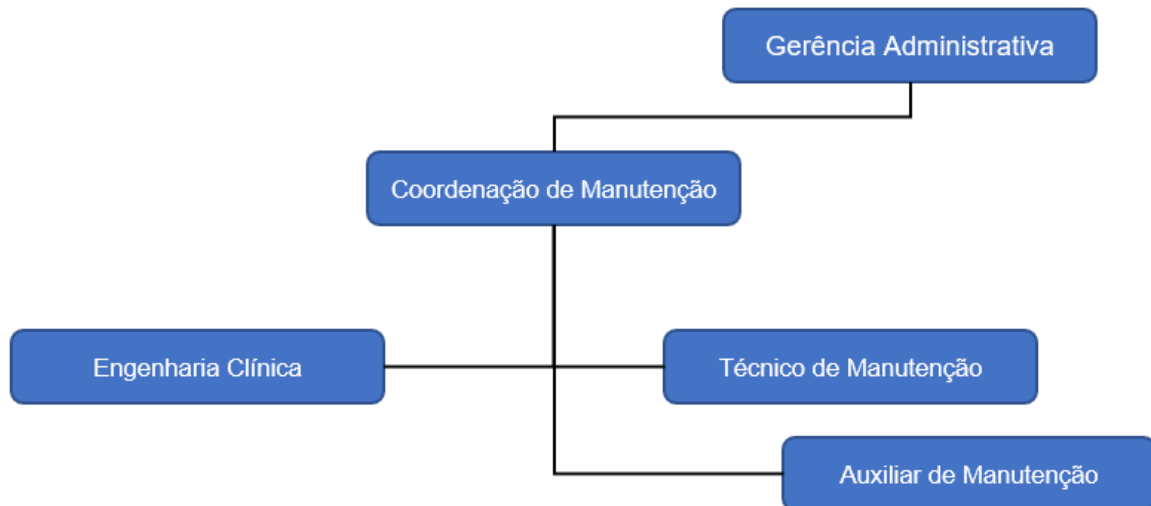 Gerência Administrativa
Coordenação de Manutenção
Engenharia Clínica
Técnico de Manutenção
Auxiliar de Manutenção